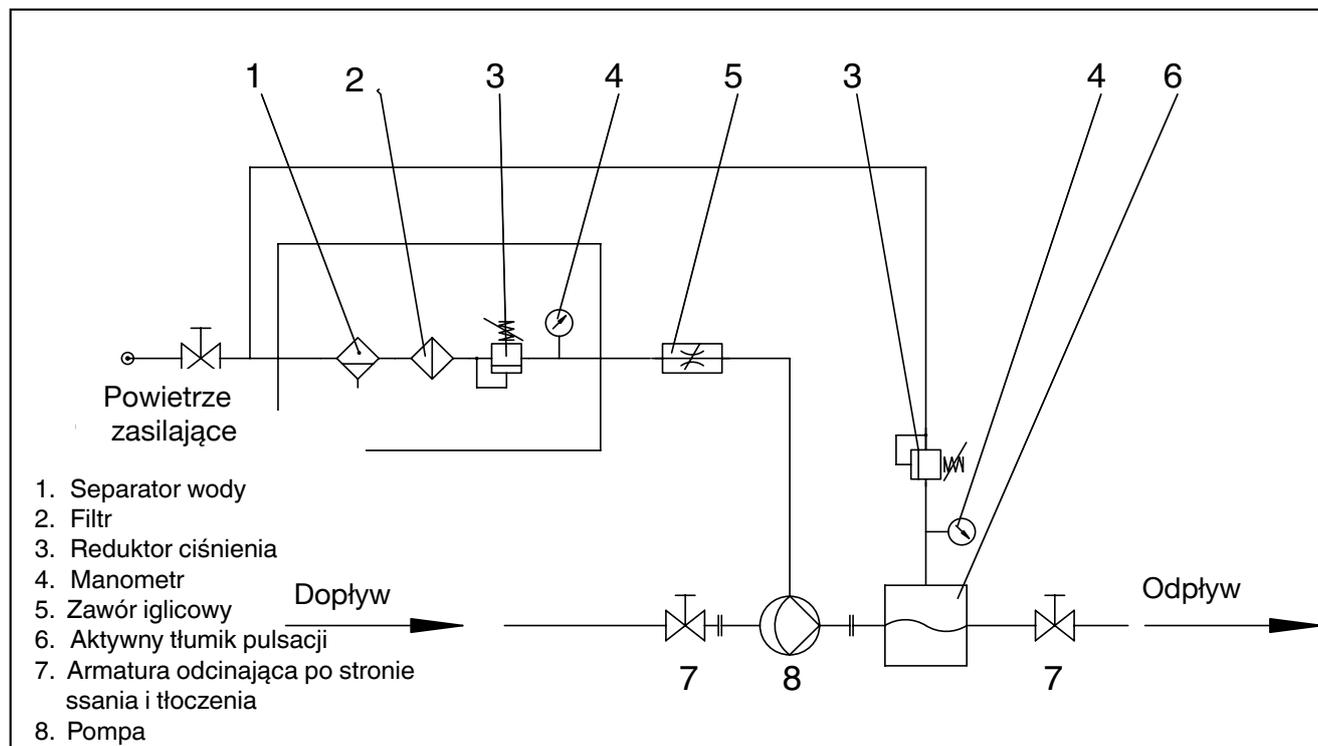 1 2 3 4 5 3 4 6
Powietrze
zasilające
1. Separator wody
2. Filtr
3. Reduktor ciśnienia
4. Manometr
5. Zawór iglicowy
6. Aktywny tłumik pulsacji
7. Armatura odcinająca po stronie
ssania i tłoczenia
8. Pompa
Dopływ
Odpływ
7 8 7